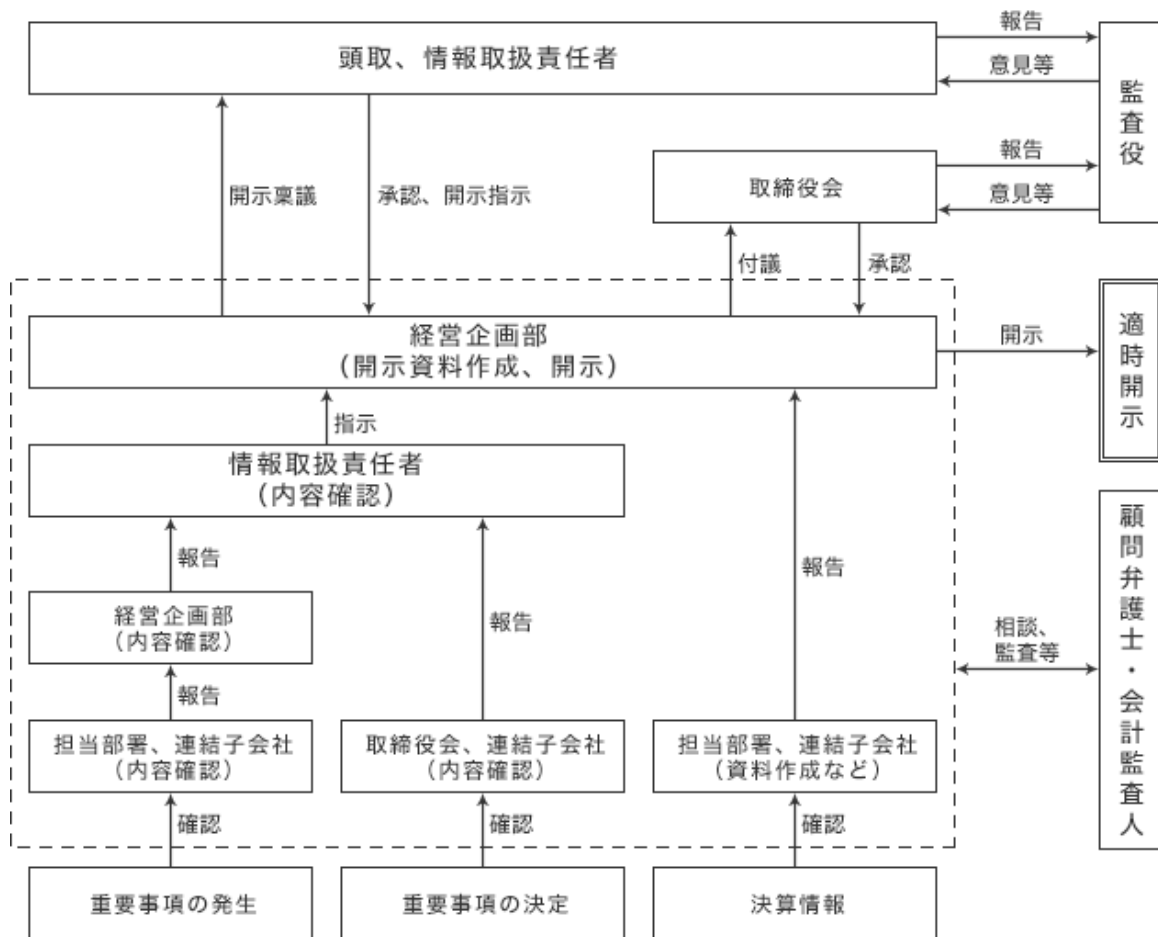 頭取、情報取扱責任者
報告
意見等
監査役
開示稟議
承認、開示指示
取締役会
報告
意見等
付議
承認
経営企画部
（開示資料作成、開示）
開示
適時開示
指示
情報取扱責任者
（内容確認）
報告
報告
報告
経営企画部
（内容確認）
報告
相談、
監査等
顧問弁護士・会計監査人
担当部署、連結子会社
（内容確認）
取締役会、連結子会社
（内容確認）
担当部署、連結子会社
（資料作成など）
確認
確認
確認
重要事項の発生
重要事項の決定
決算情報